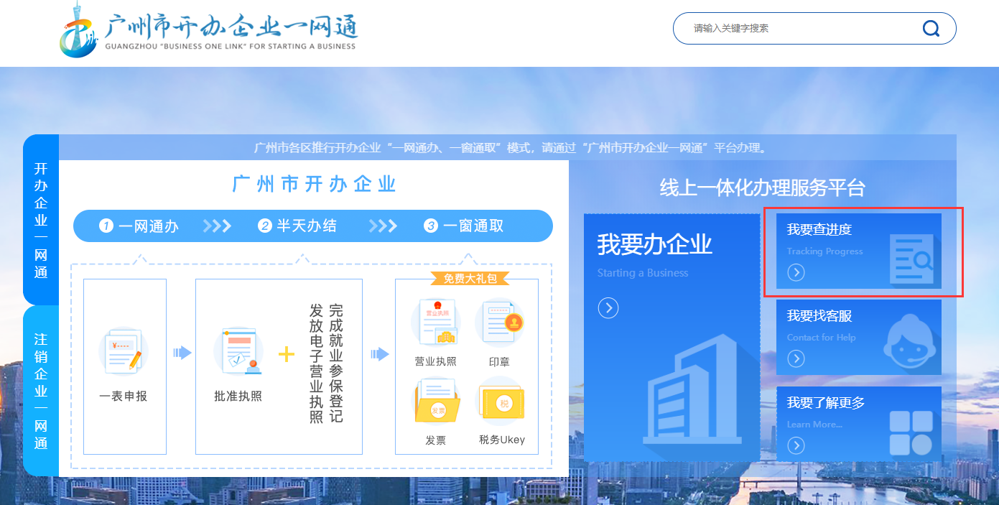 广州市开办企业一网通
GUANGZHOU "BUSINESS ONE LINK" FOR STARTING A BUSINESS
请输入关键字搜索
开办企业一网通
注销企业一网通
广州市各区推行开办企业“一网通办、一窗通取”模式，请通过“广州市开办企业一网通”平台办理。
广州市开办企业
1 一网通办
2 半天办结
3 一窗通取
一表申报
批准执照
+
完成就业参保登记
发放电子营业执照
免费大礼包
营业执照
营业执照
印章
发票
发票
税
税务Ukey
线上一体化办理服务平台
我要办企业
Starting a Business
我要查进度
Tracking Progress
我要找客服
Contact for Help
我要了解更多
Learn More...